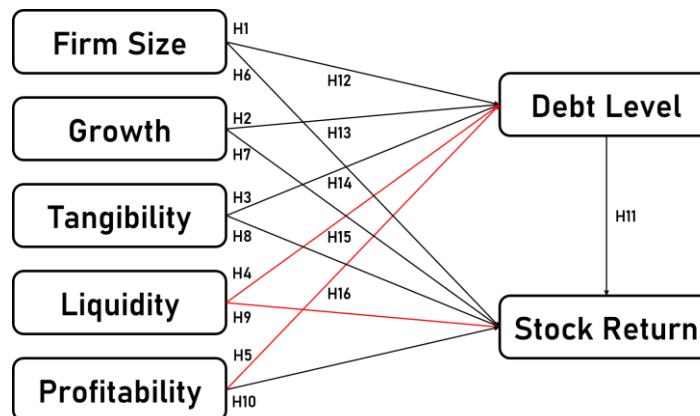 Firm Size
H1
H6
H12
Debt Level
Growth
H2
H7
H13
Tangibility
H3
H8
H14
H11
Liquidity
H4
H9
H15
H16
Stock Return
Profitability
H5
H10